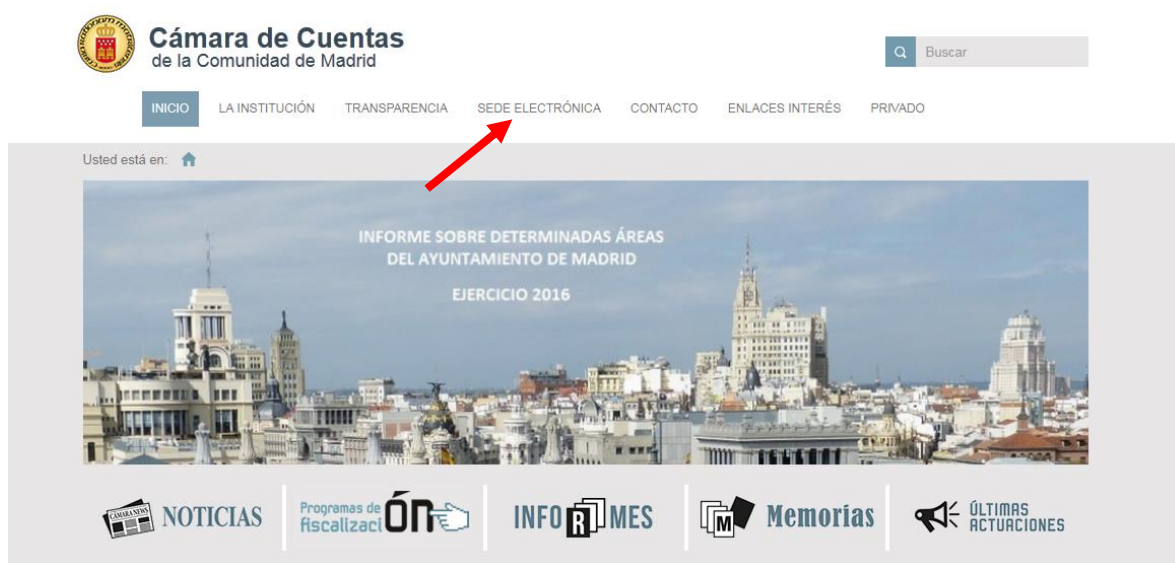 Cámara de Cuentas
de la Comunidad de Madrid
Buscar
INICIO LA INSTITUCIÓN TRANSPARENCIA SEDE ELECTRÓNICA CONTACTO ENLACES INTERÉS PRIVADO
Usted está en:
INFORME SOBRE DETERMINADAS ÁREAS
DEL AYUNTAMIENTO DE MADRID
EJERCICIO 2016
CÁMARA NEWS
NOTICIAS
Programas de
fiscalización
INFORMES
M Memorias
ÚLTIMAS
ACTUACIONES